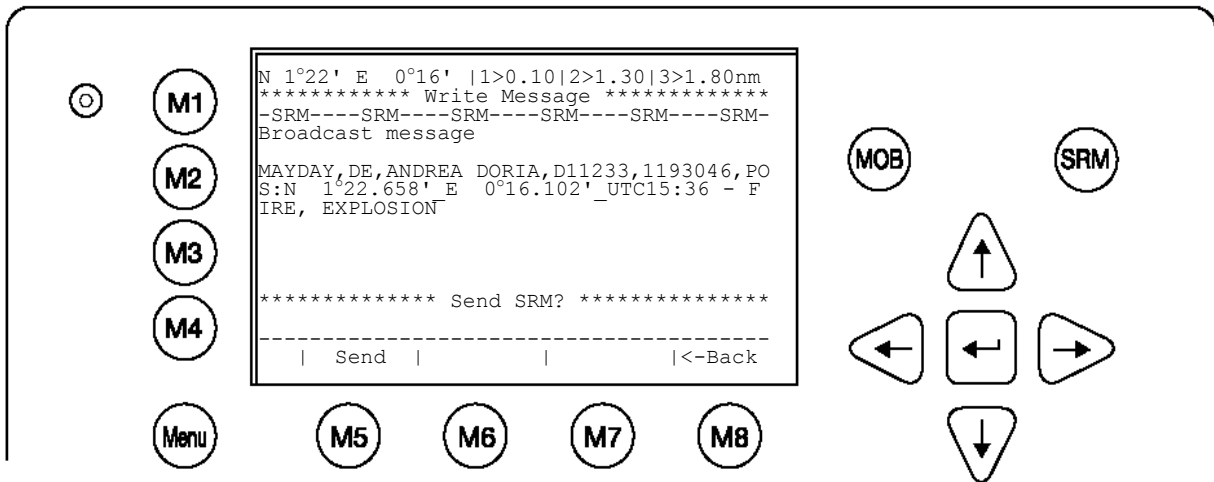 N 1°22' E  0°16' |1>0.10|2>1.30|3>1.80nm
************ Write Message *************
-SRM----SRM----SRM----SRM----SRM----SRM-
Broadcast message
MAYDAY,DE,ANDREA DORIA,D11233,1193046,PO
S:N  1°22.658'_E  0°16.102'_UTC15:36 - F
IRE, EXPLOSION
************** Send SRM? ***************
----------------------------------------
| Send | | |<-Back
M1
M2
M3
M4
Menu
M5
M6
M7
M8
MOB
SRM